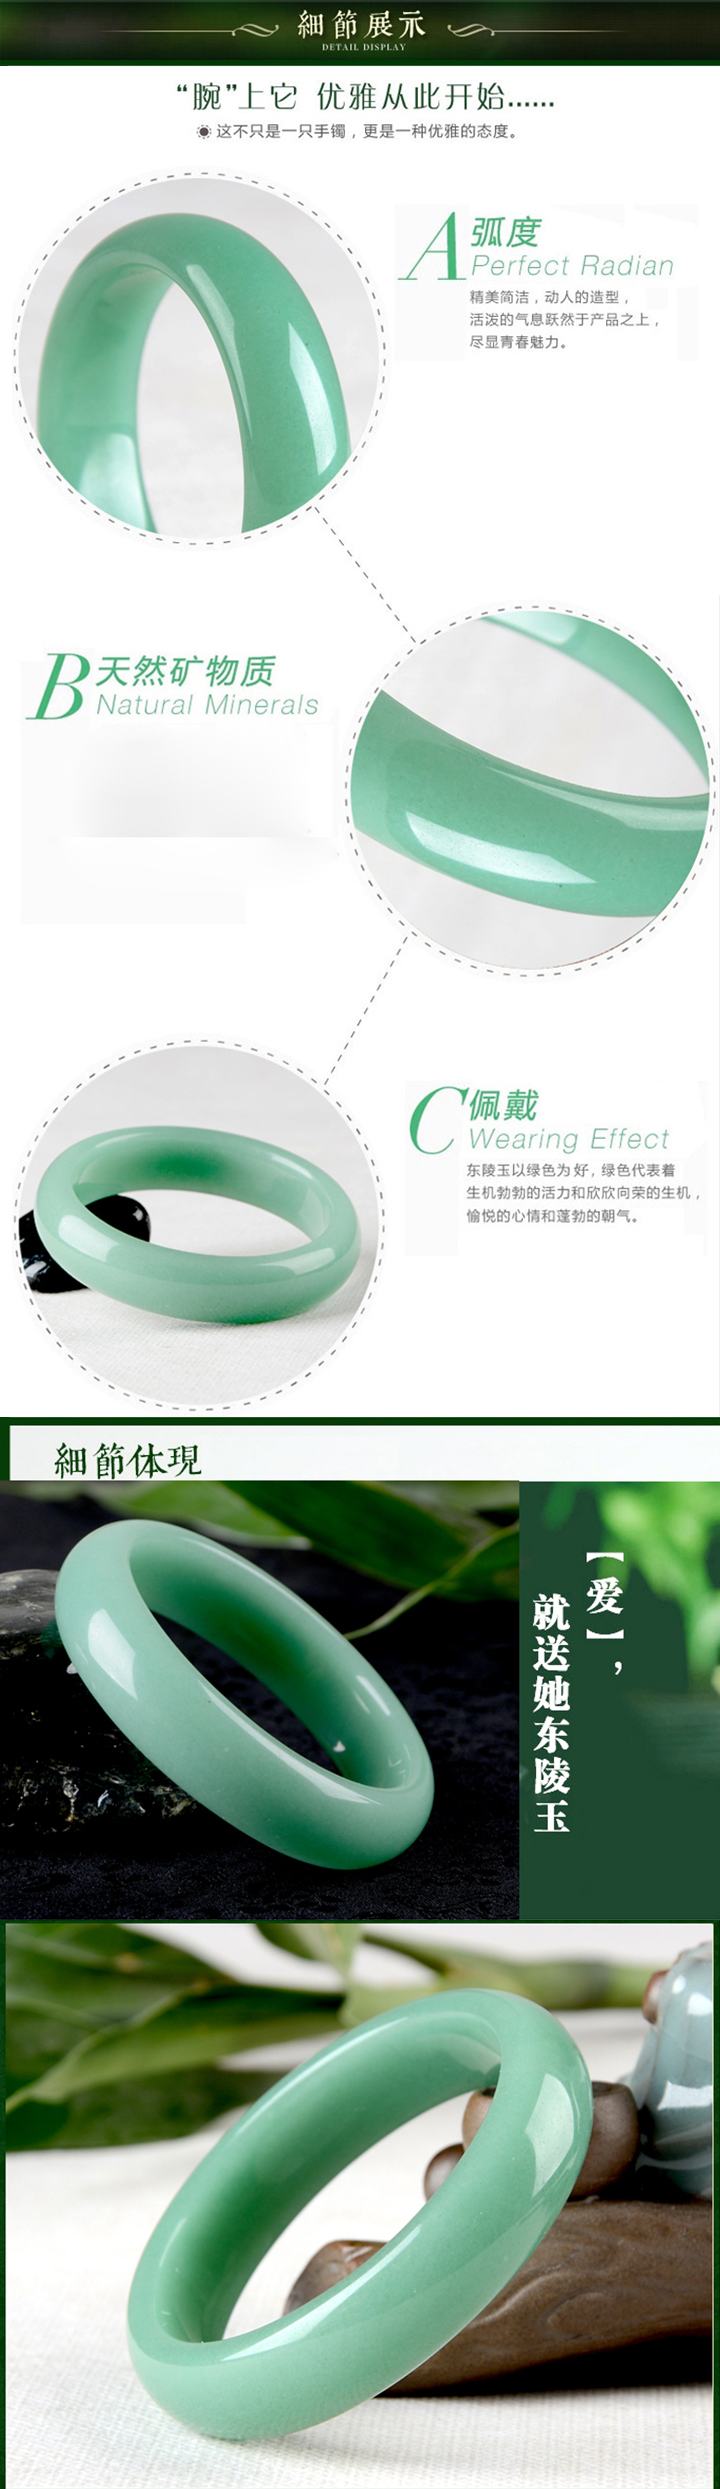 細節展示
DETAIL DISPLAY
“腕”上它 优雅从此开始……
这不只是一只手镯，更是一种优雅的态度。
A 弧度
Perfect Radian
精美简洁，动人的造型，
活泼的气息跃然于产品之上，
尽显青春魅力。
B 天然矿物质
Natural Minerals
C 佩戴
Wearing Effect
东陵玉以绿色为好，绿色代表着
生机勃勃的活力和欣欣向荣的生机，
愉悦的心情和蓬勃的朝气。
細節体現
【爱】，
就送她东陵玉